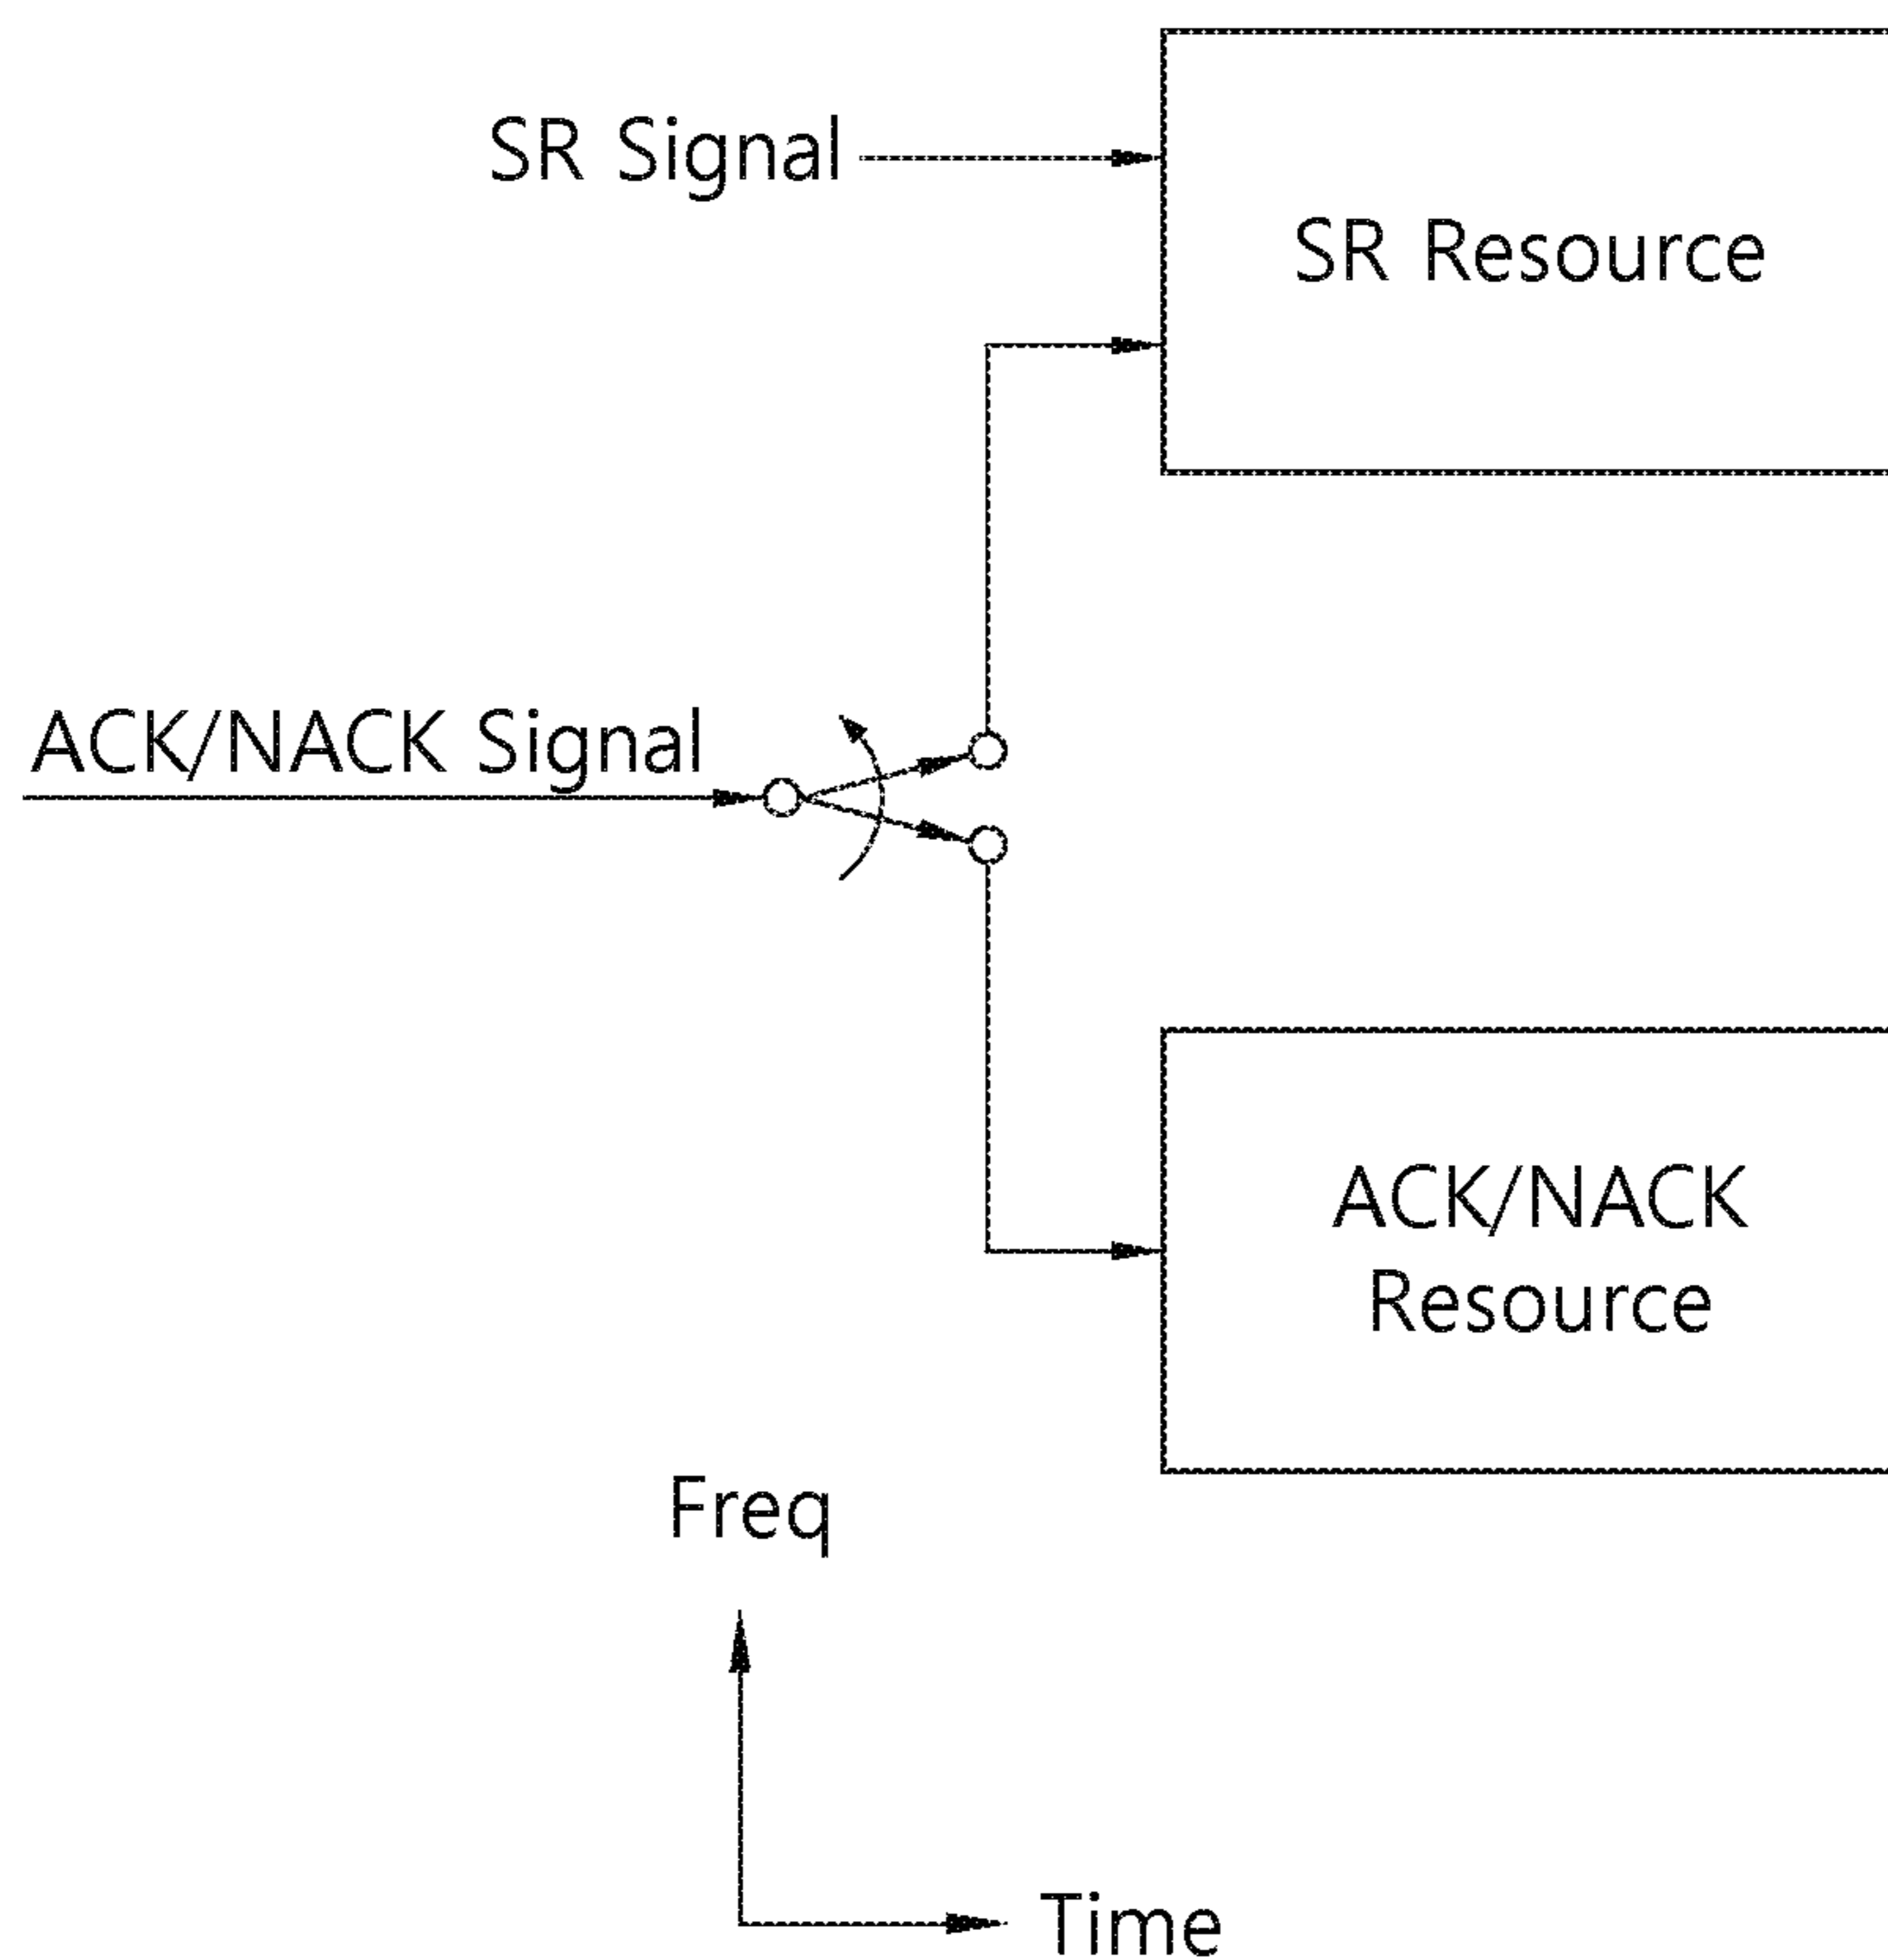 SR Signal
SR Resource
ACK/NACK Signal
ACK/NACK
Resource
Freq
Time